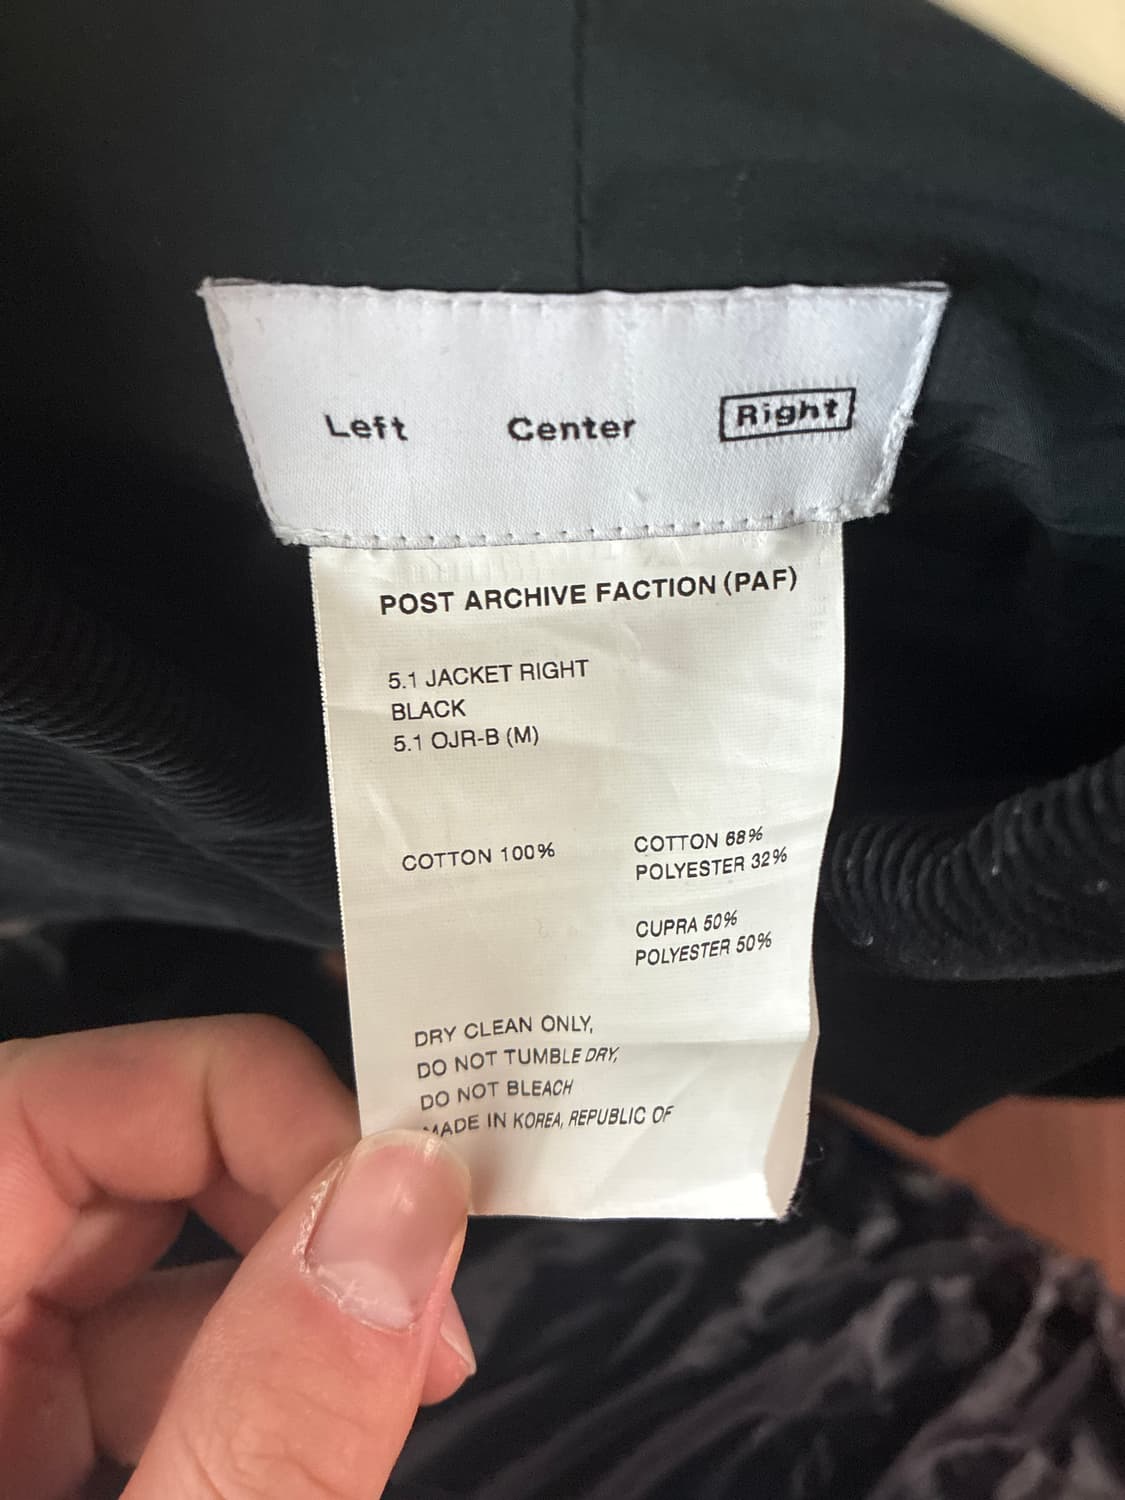 Left Center Right
POST ARCHIVE FACTION (PAF)
5.1 JACKET RIGHT
BLACK
5.1 OJR-B (M)
COTTON 100%
COTTON 68%
POLYESTER 32%
CUPRA 50%
POLYESTER 50%
DRY CLEAN ONLY,
DO NOT TUMBLE DRY,
DO NOT BLEACH
MADE IN KOREA, REPUBLIC OF